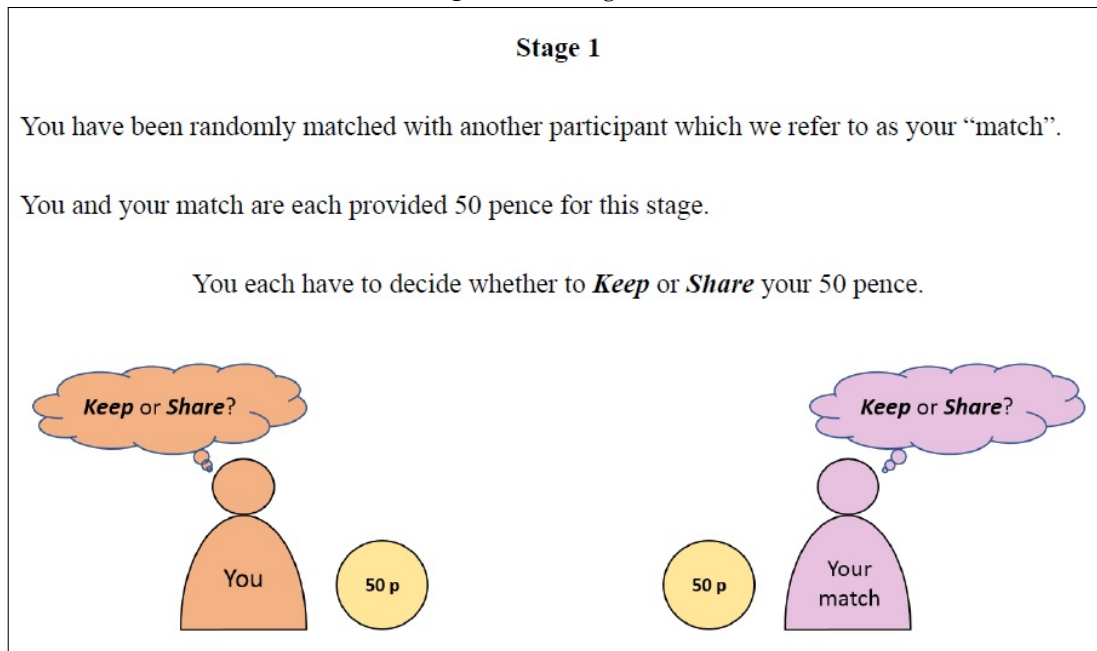 Stage 1
You have been randomly matched with another participant which we refer to as your “match”.
You and your match are each provided 50 pence for this stage.
You each have to decide whether to Keep or Share your 50 pence.
Keep or Share?
Keep or Share?
You
50 p
50 p
Your
match